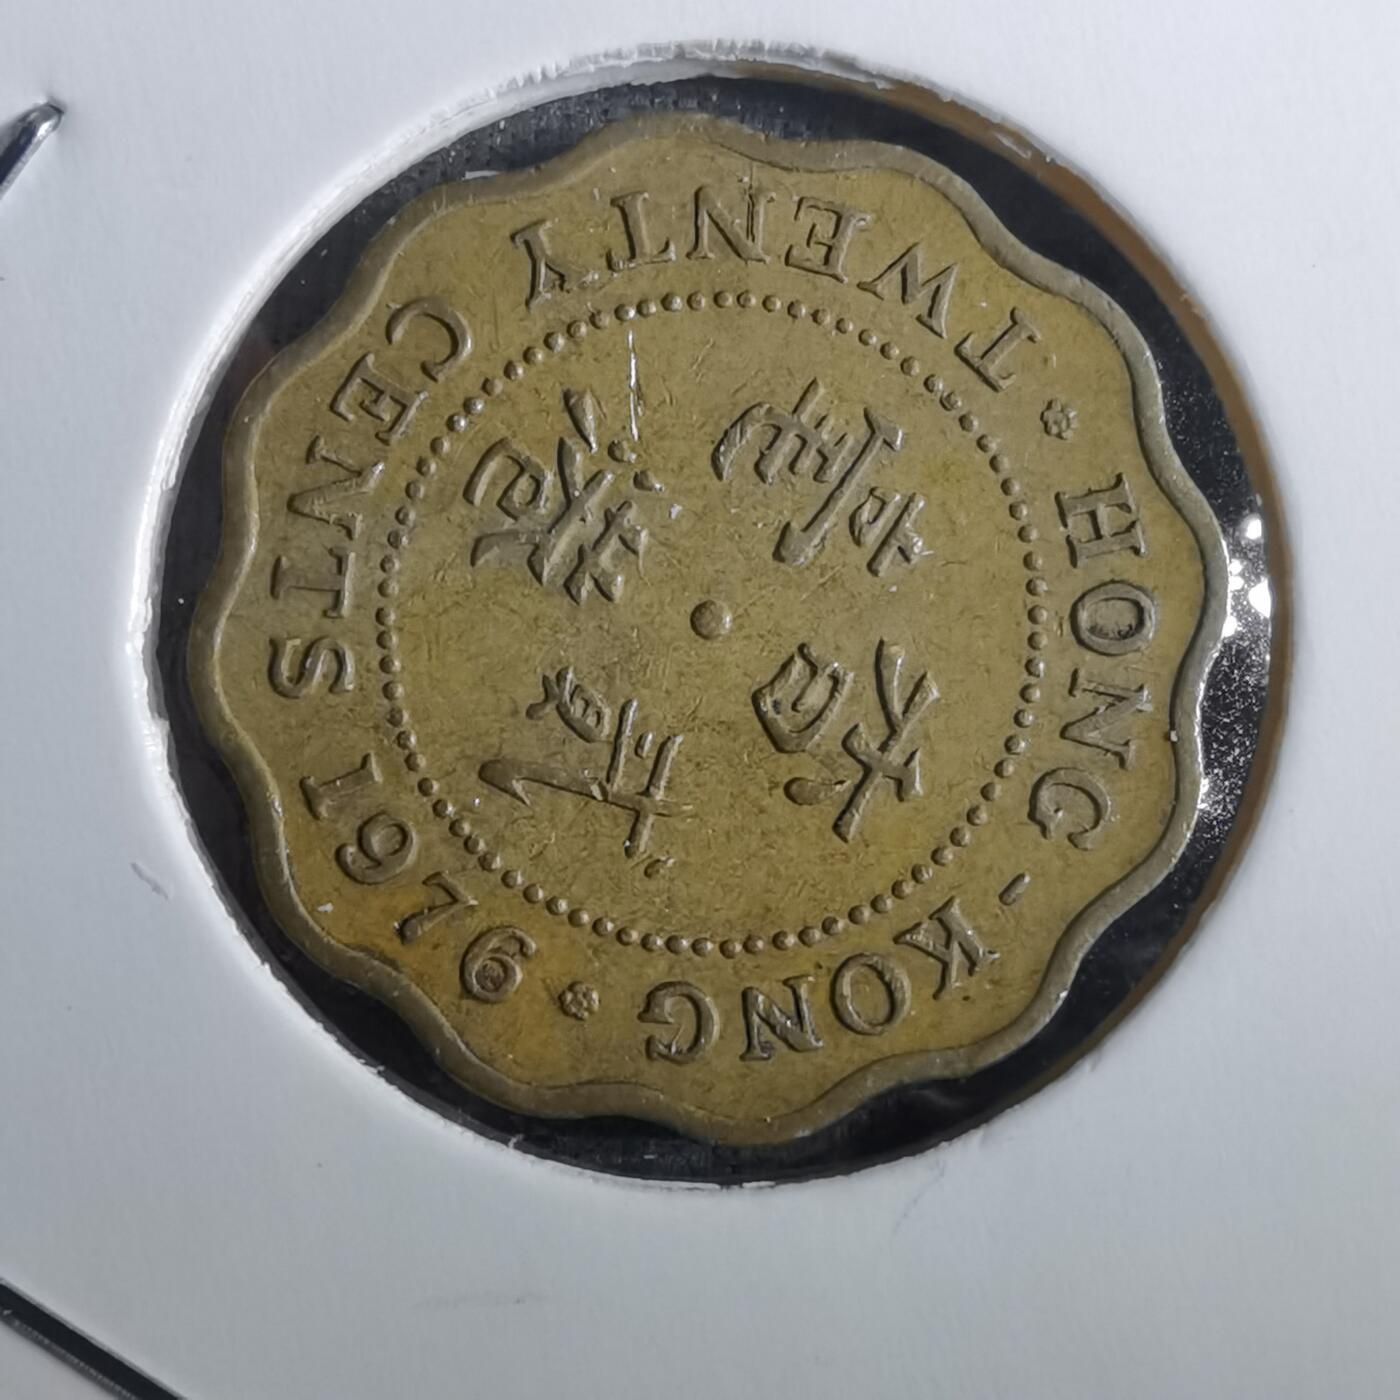 HONG - KONG
香港
貳毫
TWENTY CENTS 1976